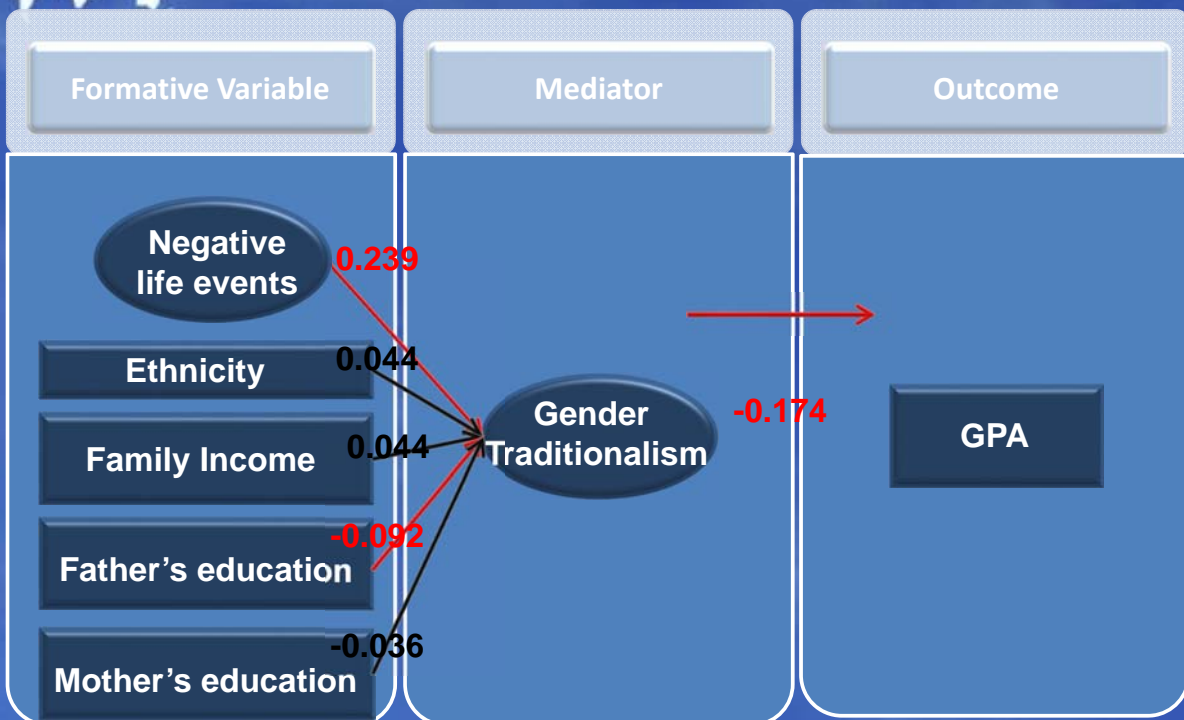 Formative Variable
Mediator
Outcome
Negative
life events
0.239
Ethnicity
0.044
Family Income
0.044
Father’s education
-0.092
Mother’s education
-0.036
Gender
Traditionalism
-0.174
GPA